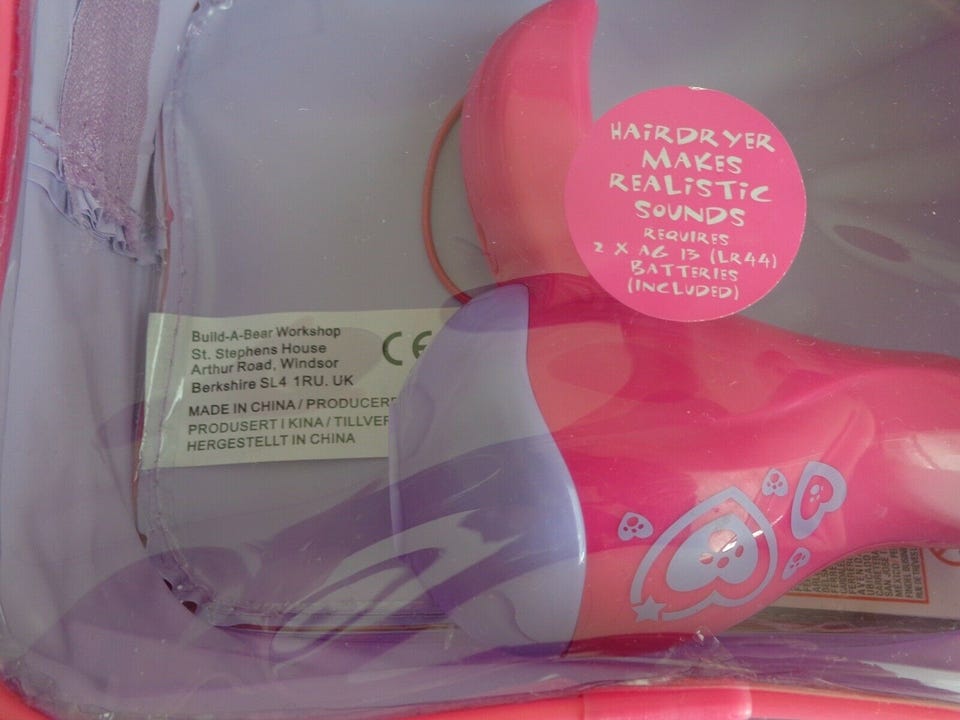 HAIRDRYER
MAKES
REALISTIC
SOUNDS
REQUIRES
2 X AG 13 (LR44)
BATTERIES
(INCLUDED)
Build-A-Bear Workshop
St. Stephens House
Arthur Road, Windsor
Berkshire SL4 1RU. UK
CE
MADE IN CHINA / PRODUCER
PRODUSERT I KINA / TILLVER
HERGESTELLT IN CHINA